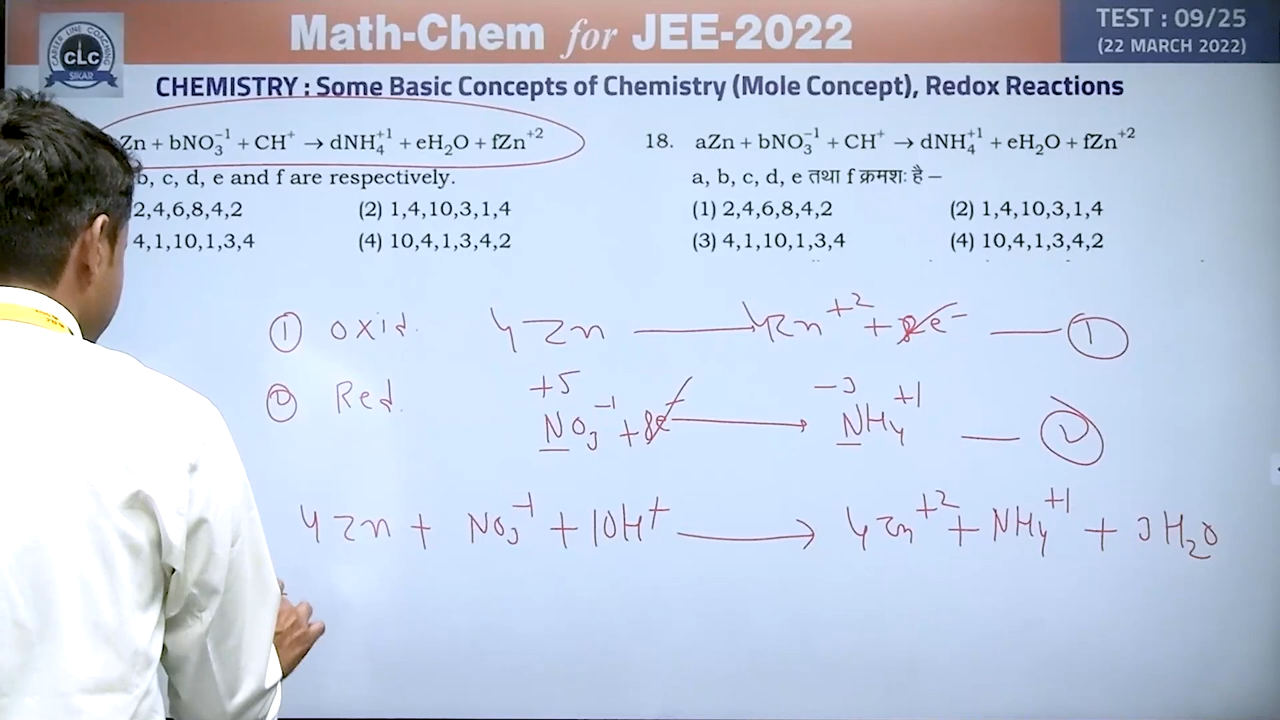 Math-Chem for JEE-2022
TEST : 09/25
(22 MARCH 2022)
CAREER LINE COACHING
CLC
SIKAR
CHEMISTRY : Some Basic Concepts of Chemistry (Mole Concept), Redox Reactions
Zn + bNO₃⁻¹ + CH⁺ → dNH₄⁺¹ + eH₂O + fZn⁺²
b, c, d, e and f are respectively.
2,4,6,8,4,2 (2) 1,4,10,3,1,4
4,1,10,1,3,4 (4) 10,4,1,3,4,2
18. aZn + bNO₃⁻¹ + CH⁺ → dNH₄⁺¹ + eH₂O + fZn⁺²
a, b, c, d, e तथा f क्रमशः है –
(1) 2,4,6,8,4,2 (2) 1,4,10,3,1,4
(3) 4,1,10,1,3,4 (4) 10,4,1,3,4,2
① oxid. 4Zn → 4Zn⁺² + 8e⁻ — ①
② Red. +5 -3
NO₃⁻¹ + 8e⁻ → NH₄⁺¹ — ②
4Zn + NO₃⁻¹ + 10H⁺ → 4Zn⁺² + NH₄⁺¹ + 3H₂O